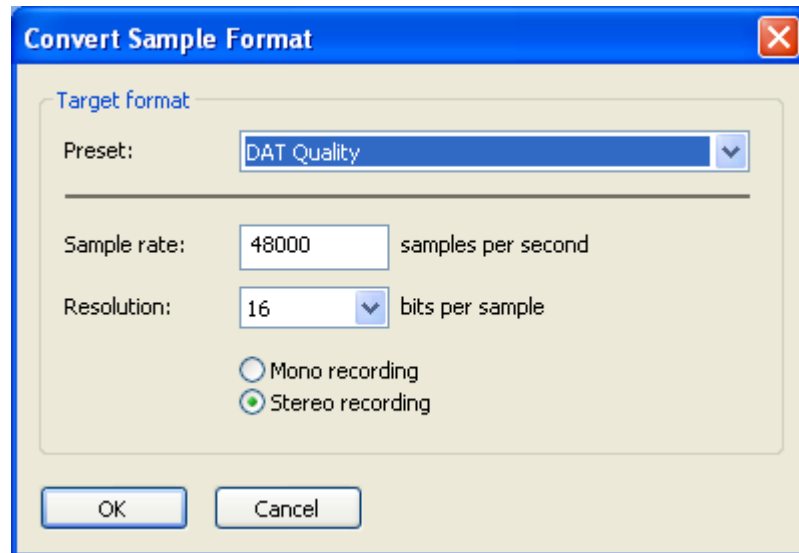 Convert Sample Format
Target format
Preset: DAT Quality
Sample rate: 48000 samples per second
Resolution: 16 bits per sample
Mono recording
Stereo recording
OK Cancel